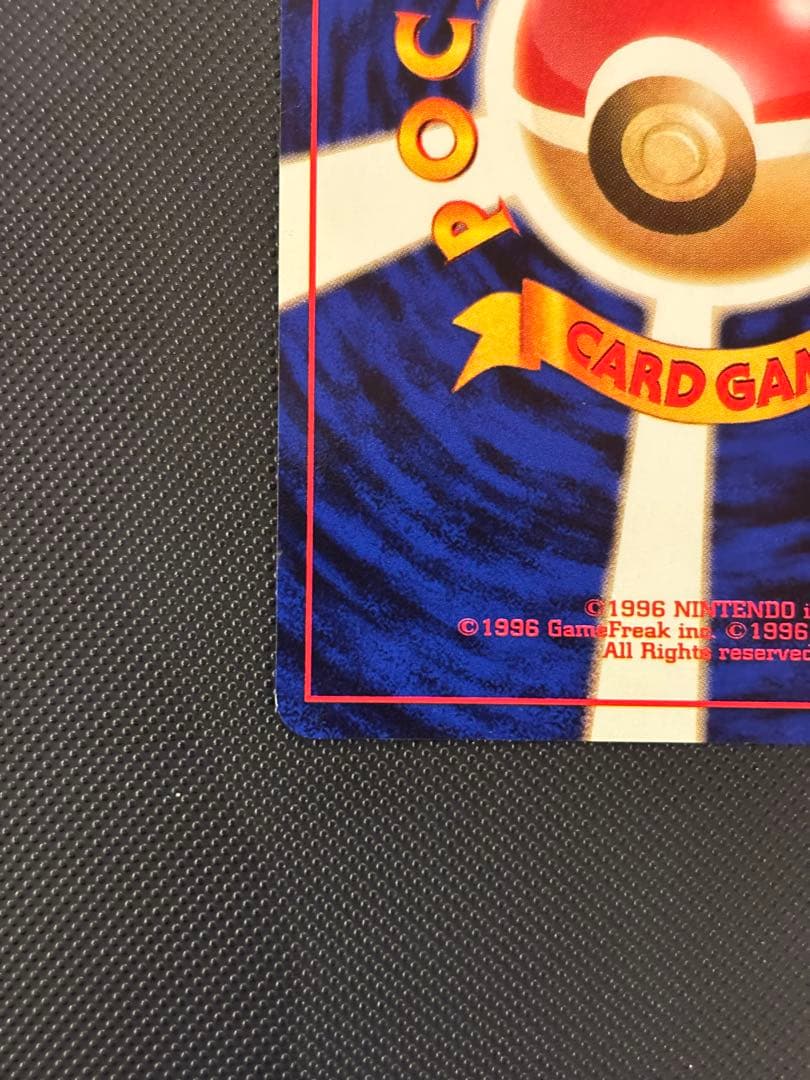 POC
CARD GAM
©1996 NINTENDO i
©1996 GameFreak inc. ©1996
All Rights reserved